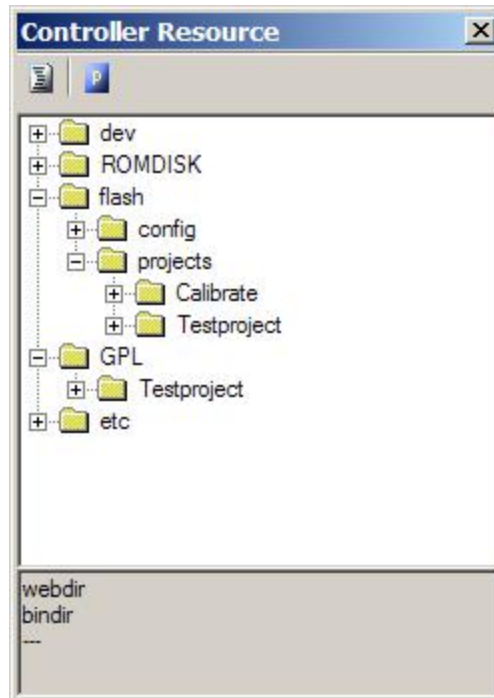 Controller Resource
P
dev
ROMDISK
flash
config
projects
Calibrate
Testproject
GPL
Testproject
etc
webdir
bindir
---